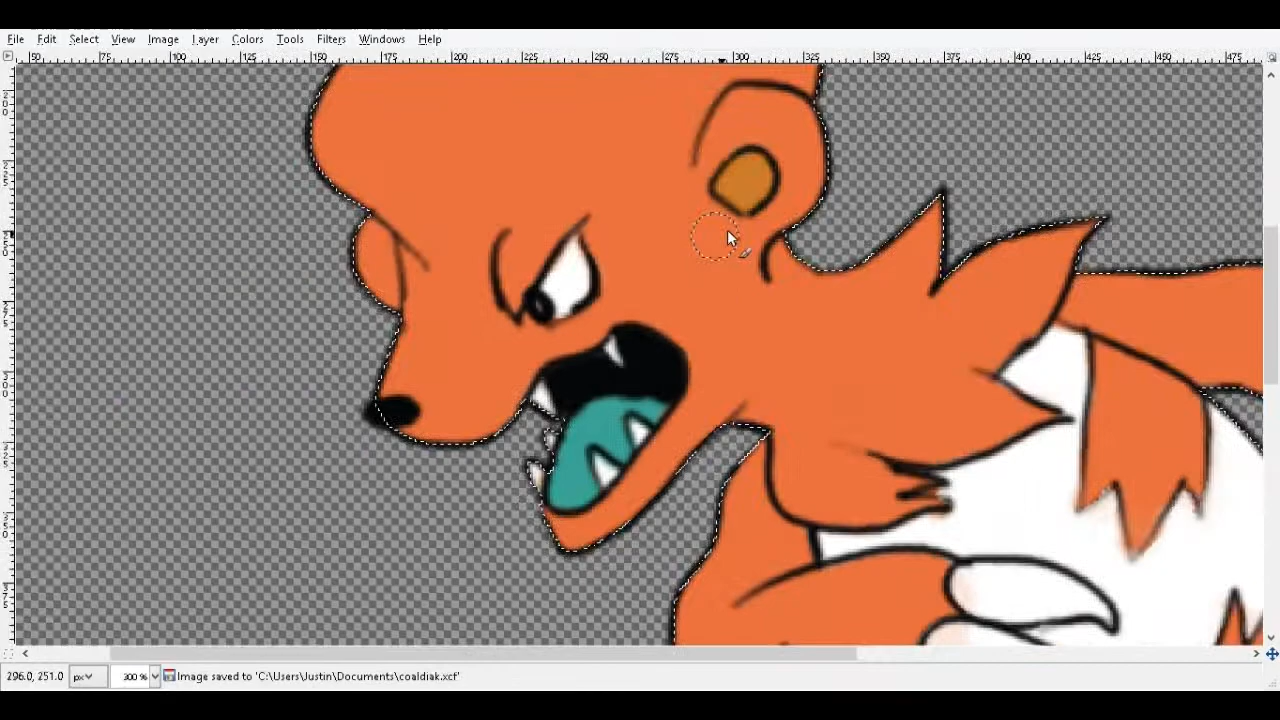 File Edit Select View Image Layer Colors Tools Filters Windows Help
50 75 100 125 150 175 200 225 250 275 300 325 350 375 400 425 450 475
296.0, 251.0 px 300 % Image saved to 'C:\Users\Justin\Documents\coaldiak.xcf'